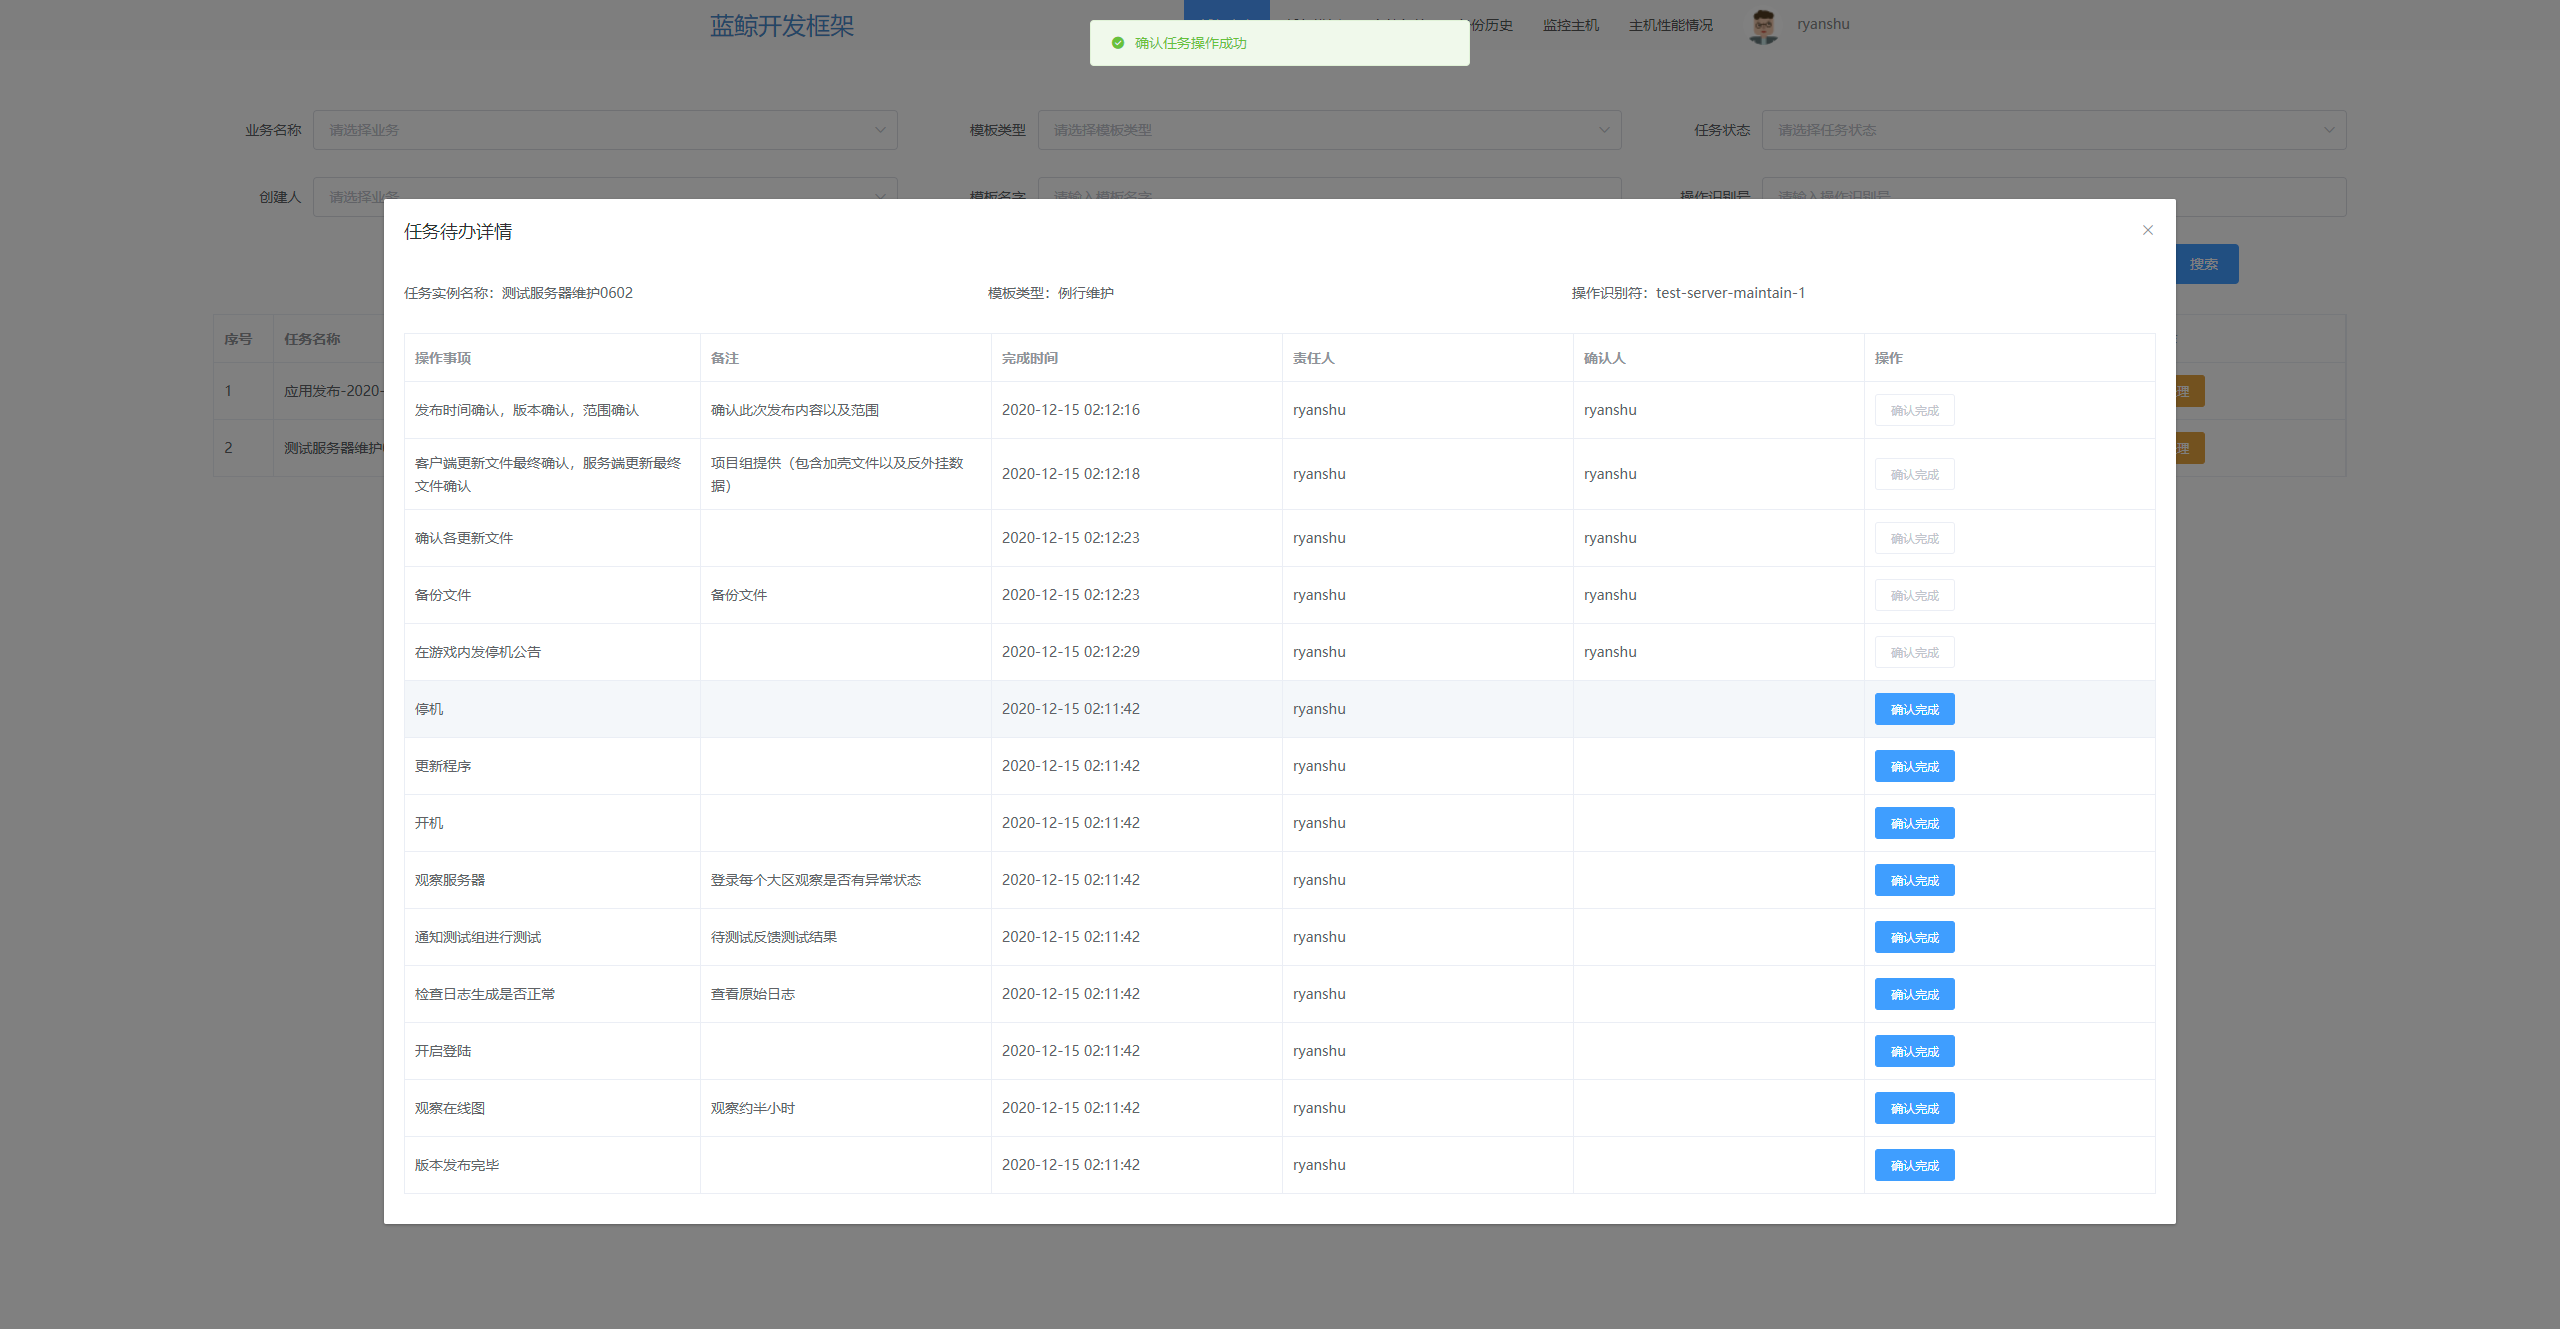 蓝鲸开发框架
份历史 监控主机 主机性能情况 ryanshu
确认任务操作成功
业务名称 请选择业务 模板类型 请选择模板类型 任务状态 请选择任务状态
创建人 请选择业务 模板名字 请输入模板名字 操作识别号 请输入操作识别号
搜索
序号 任务名称
1 应用发布-2020-
2 测试服务器维护
理
理
任务待办详情
任务实例名称：测试服务器维护0602 模板类型：例行维护 操作识别符：test-server-maintain-1
操作事项 备注 完成时间 责任人 确认人 操作
发布时间确认，版本确认，范围确认 确认此次发布内容以及范围 2020-12-15 02:12:16 ryanshu ryanshu 确认完成
客户端更新文件最终确认，服务端更新最终 项目组提供（包含加壳文件以及反外挂数
文件确认 据） 2020-12-15 02:12:18 ryanshu ryanshu 确认完成
确认各更新文件 2020-12-15 02:12:23 ryanshu ryanshu 确认完成
备份文件 备份文件 2020-12-15 02:12:23 ryanshu ryanshu 确认完成
在游戏内发停机公告 2020-12-15 02:12:29 ryanshu ryanshu 确认完成
停机 2020-12-15 02:11:42 ryanshu 确认完成
更新程序 2020-12-15 02:11:42 ryanshu 确认完成
开机 2020-12-15 02:11:42 ryanshu 确认完成
观察服务器 登录每个大区观察是否有异常状态 2020-12-15 02:11:42 ryanshu 确认完成
通知测试组进行测试 待测试反馈测试结果 2020-12-15 02:11:42 ryanshu 确认完成
检查日志生成是否正常 查看原始日志 2020-12-15 02:11:42 ryanshu 确认完成
开启登陆 2020-12-15 02:11:42 ryanshu 确认完成
观察在线图 观察约半小时 2020-12-15 02:11:42 ryanshu 确认完成
版本发布完毕 2020-12-15 02:11:42 ryanshu 确认完成